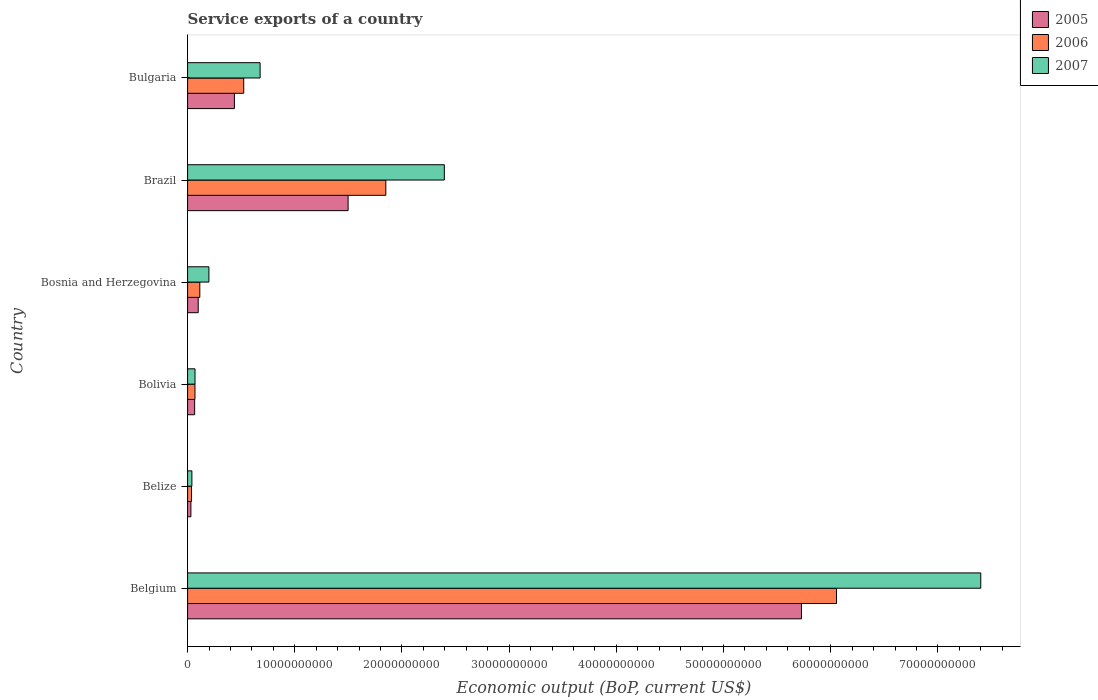 Service exports of a country
2005
2006
2007
Country
Bulgaria
Brazil
Bosnia and Herzegovina
Bolivia
Belize
Belgium
0 10000000000 20000000000 30000000000 40000000000 50000000000 60000000000 70000000000
Economic output (BoP, current US$)